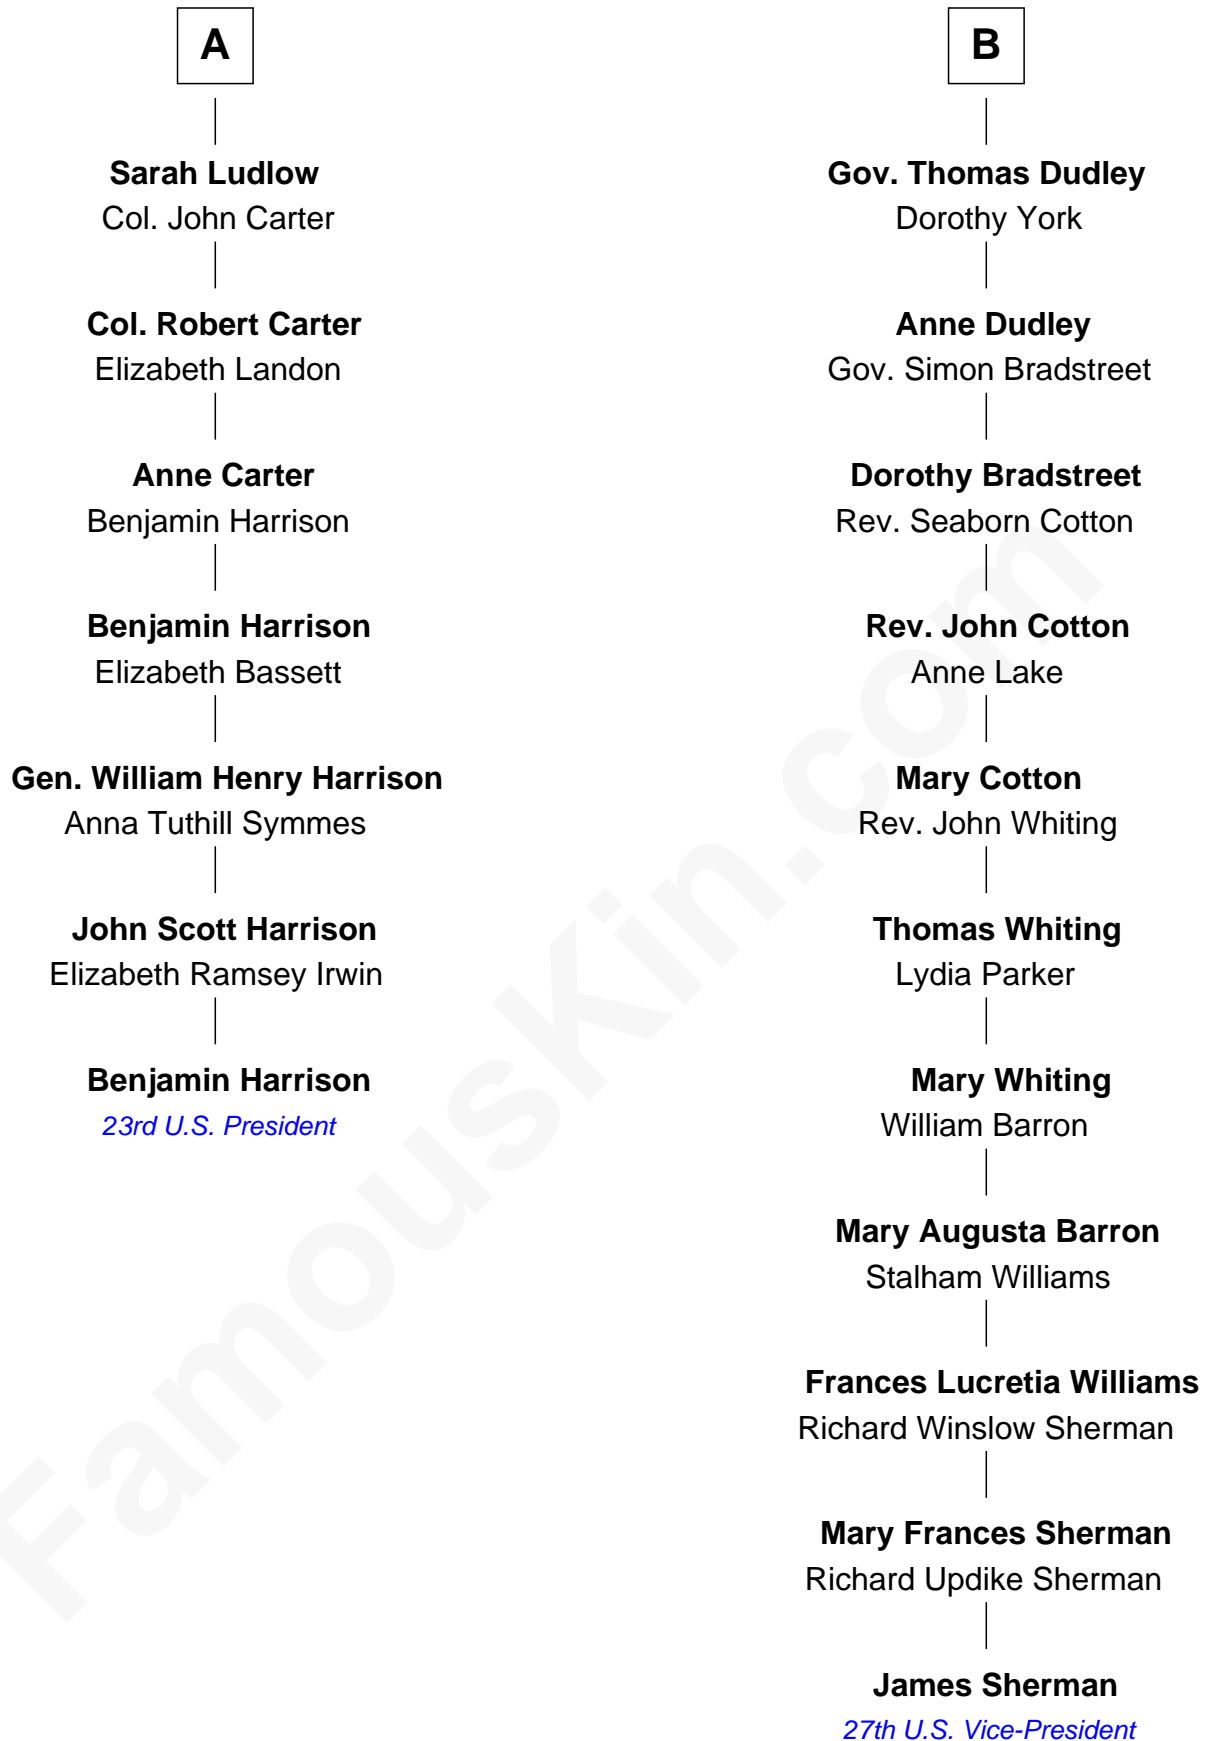 A
Sarah Ludlow
Col. John Carter
Col. Robert Carter
Elizabeth Landon
Anne Carter
Benjamin Harrison
Benjamin Harrison
Elizabeth Bassett
Gen. William Henry Harrison
Anna Tuthill Symmes
John Scott Harrison
Elizabeth Ramsey Irwin
Benjamin Harrison
23rd U.S. President
B
Gov. Thomas Dudley
Dorothy York
Anne Dudley
Gov. Simon Bradstreet
Dorothy Bradstreet
Rev. Seaborn Cotton
Rev. John Cotton
Anne Lake
Mary Cotton
Rev. John Whiting
Thomas Whiting
Lydia Parker
Mary Whiting
William Barron
Mary Augusta Barron
Stalham Williams
Frances Lucretia Williams
Richard Winslow Sherman
Mary Frances Sherman
Richard Updike Sherman
James Sherman
27th U.S. Vice-President
FamousKin.com